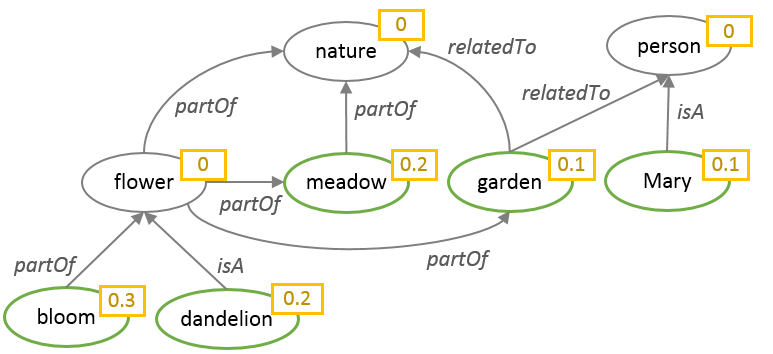 0
nature
relatedTo
0
person
partOf
partOf
relatedTo
isA
0
flower
0.2
meadow
0.1
garden
0.1
Mary
partOf
partOf
partOf
isA
0.3
bloom
0.2
dandelion